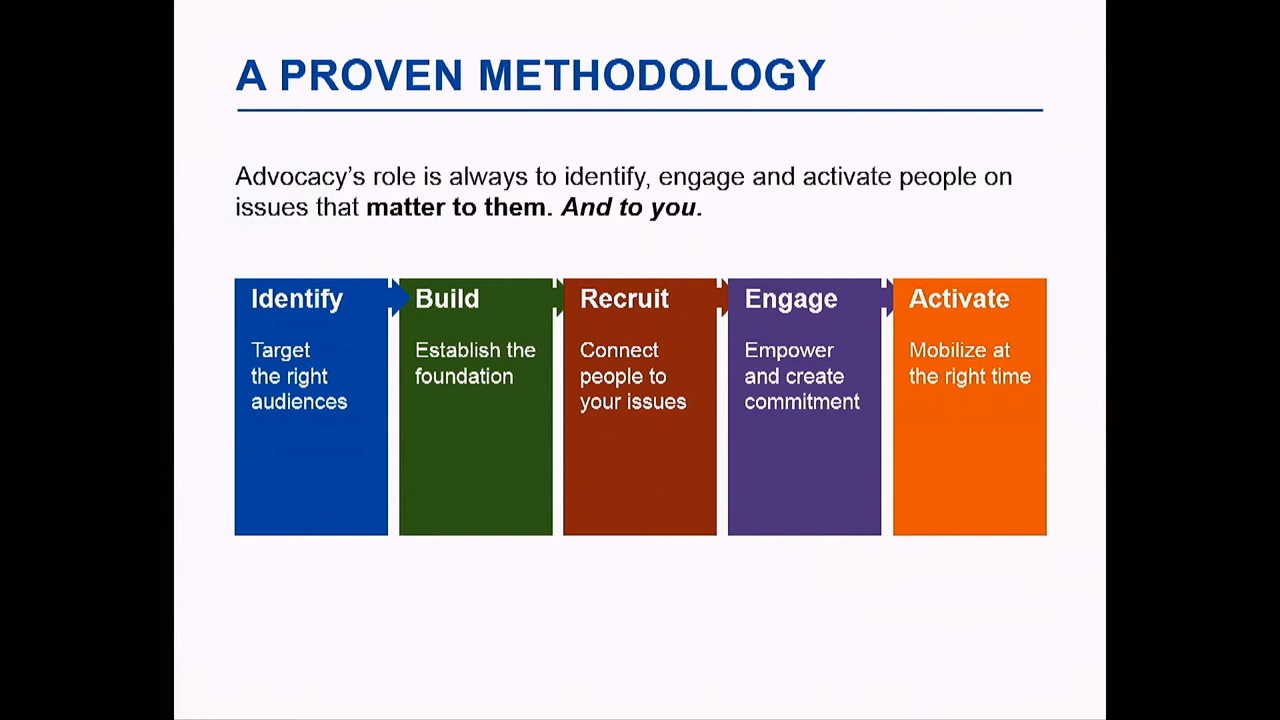 A PROVEN METHODOLOGY
Advocacy’s role is always to identify, engage and activate people on
issues that matter to them. And to you.
Identify
Target
the right
audiences
Build
Establish the
foundation
Recruit
Connect
people to
your issues
Engage
Empower
and create
commitment
Activate
Mobilize at
the right time